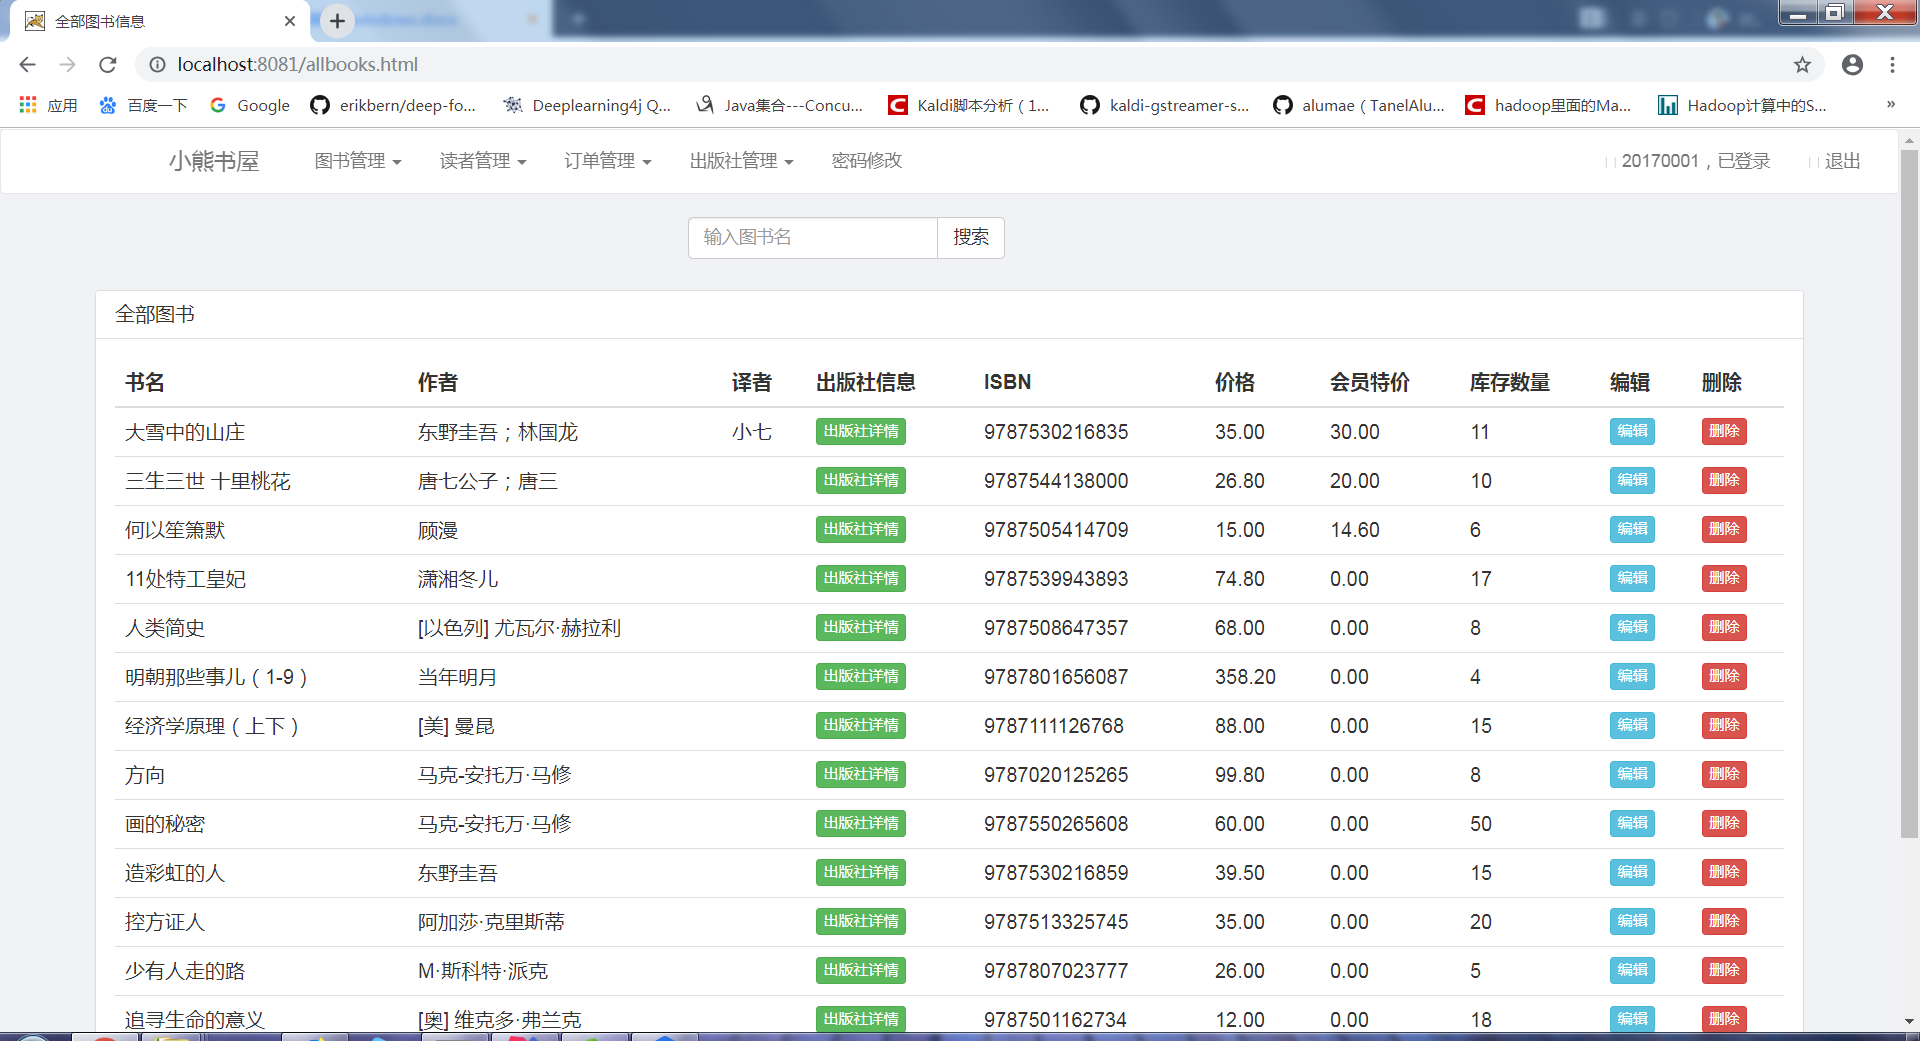 全部图书信息
localhost:8081/allbooks.html
应用 百度一下 Google erikbern/deep-fo... Deeplearning4j Q... Java集合---Concu... Kaldi脚本分析（1... kaldi-gstreamer-s... alumae（TanelAlu... hadoop里面的Ma... Hadoop计算中的S... »
小熊书屋 图书管理 读者管理 订单管理 出版社管理 密码修改 20170001，已登录 退出
输入图书名 搜索
全部图书
书名 作者 译者 出版社信息 ISBN 价格 会员特价 库存数量 编辑 删除
大雪中的山庄 东野圭吾；林国龙 小七 出版社详情 9787530216835 35.00 30.00 11 编辑 删除
三生三世 十里桃花 唐七公子；唐三 出版社详情 9787544138000 26.80 20.00 10 编辑 删除
何以笙箫默 顾漫 出版社详情 9787505414709 15.00 14.60 6 编辑 删除
11处特工皇妃 潇湘冬儿 出版社详情 9787539943893 74.80 0.00 17 编辑 删除
人类简史 [以色列] 尤瓦尔·赫拉利 出版社详情 9787508647357 68.00 0.00 8 编辑 删除
明朝那些事儿（1-9） 当年明月 出版社详情 9787801656087 358.20 0.00 4 编辑 删除
经济学原理（上下） [美] 曼昆 出版社详情 9787111126768 88.00 0.00 15 编辑 删除
方向 马克-安托万·马修 出版社详情 9787020125265 99.80 0.00 8 编辑 删除
画的秘密 马克-安托万·马修 出版社详情 9787550265608 60.00 0.00 50 编辑 删除
造彩虹的人 东野圭吾 出版社详情 9787530216859 39.50 0.00 15 编辑 删除
控方证人 阿加莎·克里斯蒂 出版社详情 9787513325745 35.00 0.00 20 编辑 删除
少有人走的路 M·斯科特·派克 出版社详情 9787807023777 26.00 0.00 5 编辑 删除
追寻生命的意义 [奥] 维克多·弗兰克 出版社详情 9787501162734 12.00 0.00 18 编辑 删除